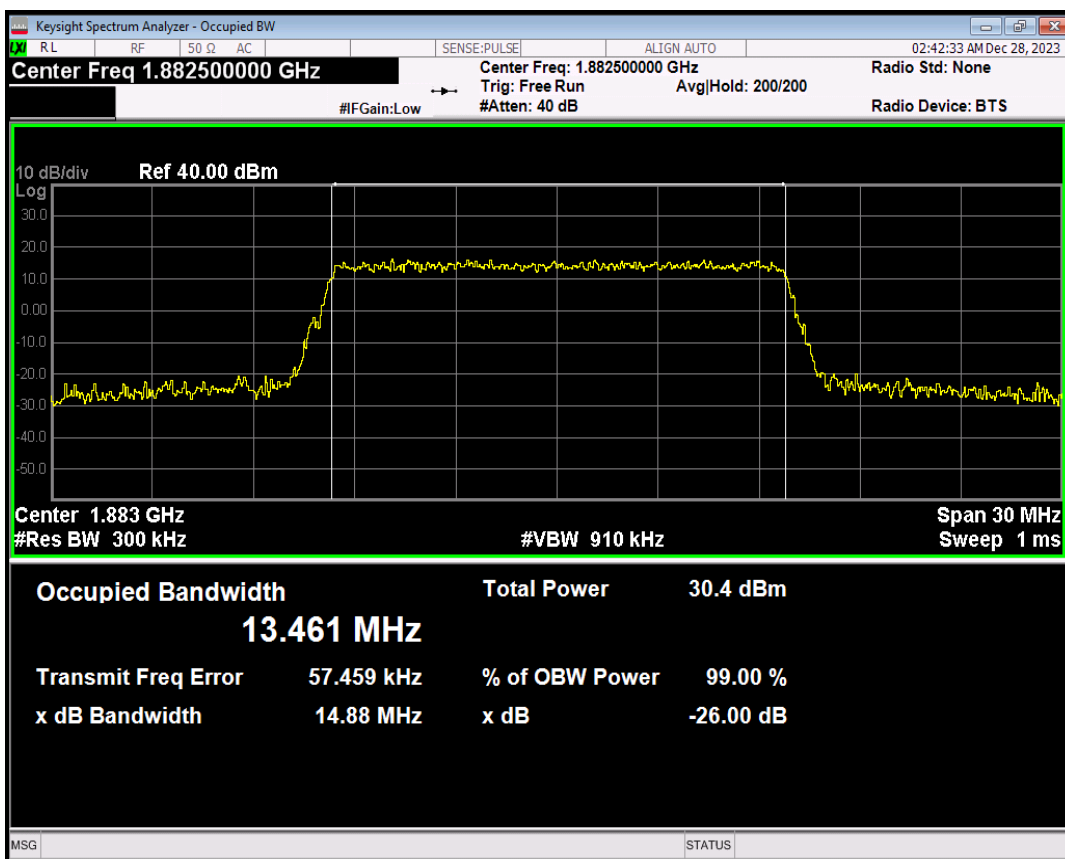 Keysight Spectrum Analyzer - Occupied BW
LXI RL RF 50 Ω AC SENSE:PULSE ALIGN AUTO 02:42:33 AM Dec 28, 2023
Center Freq 1.882500000 GHz Center Freq: 1.882500000 GHz Radio Std: None
Trig: Free Run Avg|Hold: 200/200
#IFGain:Low #Atten: 40 dB Radio Device: BTS
10 dB/div Ref 40.00 dBm
Log
30.0
20.0
10.0
0.00
-10.0
-20.0
-30.0
-40.0
-50.0
Center 1.883 GHz Span 30 MHz
#Res BW 300 kHz #VBW 910 kHz Sweep 1 ms
Occupied Bandwidth Total Power 30.4 dBm
13.461 MHz
Transmit Freq Error 57.459 kHz % of OBW Power 99.00 %
x dB Bandwidth 14.88 MHz x dB -26.00 dB
MSG STATUS